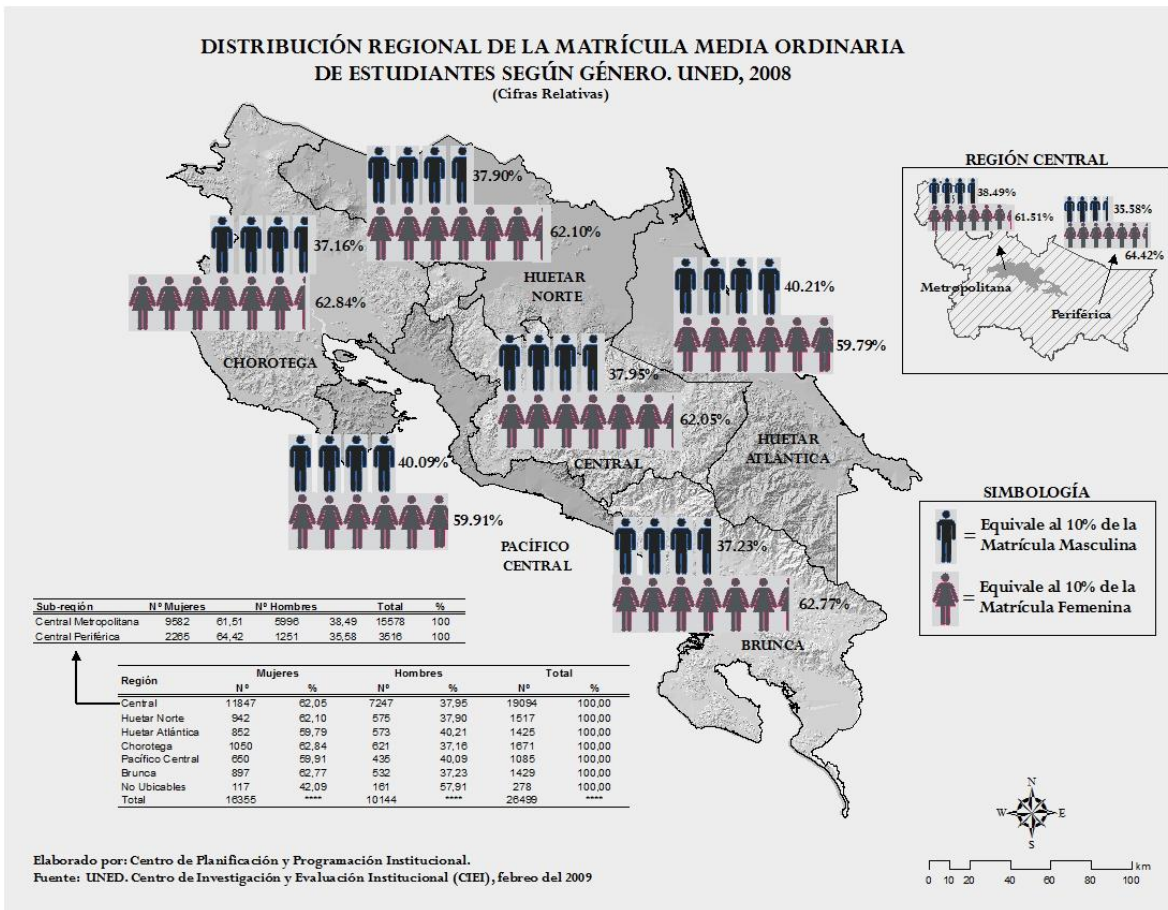 DISTRIBUCIÓN REGIONAL DE LA MATRÍCULA MEDIA ORDINARIA
DE ESTUDIANTES SEGÚN GÉNERO. UNED, 2008
(Cifras Relativas)
37.90%
62.10%
HUETAR
NORTE
37.16%
62.84%
CHOROTEGA
40.21%
59.79%
HUETAR
ATLÁNTICA
37.95%
62.05%
CENTRAL
40.09%
59.91%
PACÍFICO
CENTRAL
37.23%
62.77%
BRUNCA
REGIÓN CENTRAL
38.49%
61.51%
35.58%
64.42%
Metropolitana
Periférica
SIMBOLOGÍA
= Equivale al 10% de la
Matrícula Masculina
= Equivale al 10% de la
Matrícula Femenina
Sub-región Nº Mujeres Nº Hombres Total %
Central Metropolitana 9582 61,51 5996 38,49 15578 100
Central Periférica 2265 64,42 1251 35,58 3516 100
Región Mujeres Hombres Total
Nº % Nº % Nº %
Central 11847 62,05 7247 37,95 19094 100,00
Huetar Norte 942 62,10 575 37,90 1517 100,00
Huetar Atlántica 852 59,79 573 40,21 1425 100,00
Chorotega 1050 62,84 621 37,16 1671 100,00
Pacífico Central 650 59,91 435 40,09 1085 100,00
Brunca 897 62,77 532 37,23 1429 100,00
No Ubicables 117 42,09 161 57,91 278 100,00
Total 16355 **** 10144 **** 26499 ****
Elaborado por: Centro de Planificación y Programación Institucional.
Fuente: UNED. Centro de Investigación y Evaluación Institucional (CIEI), febreo del 2009
N
W E
S
km
0 10 20 40 60 80 100